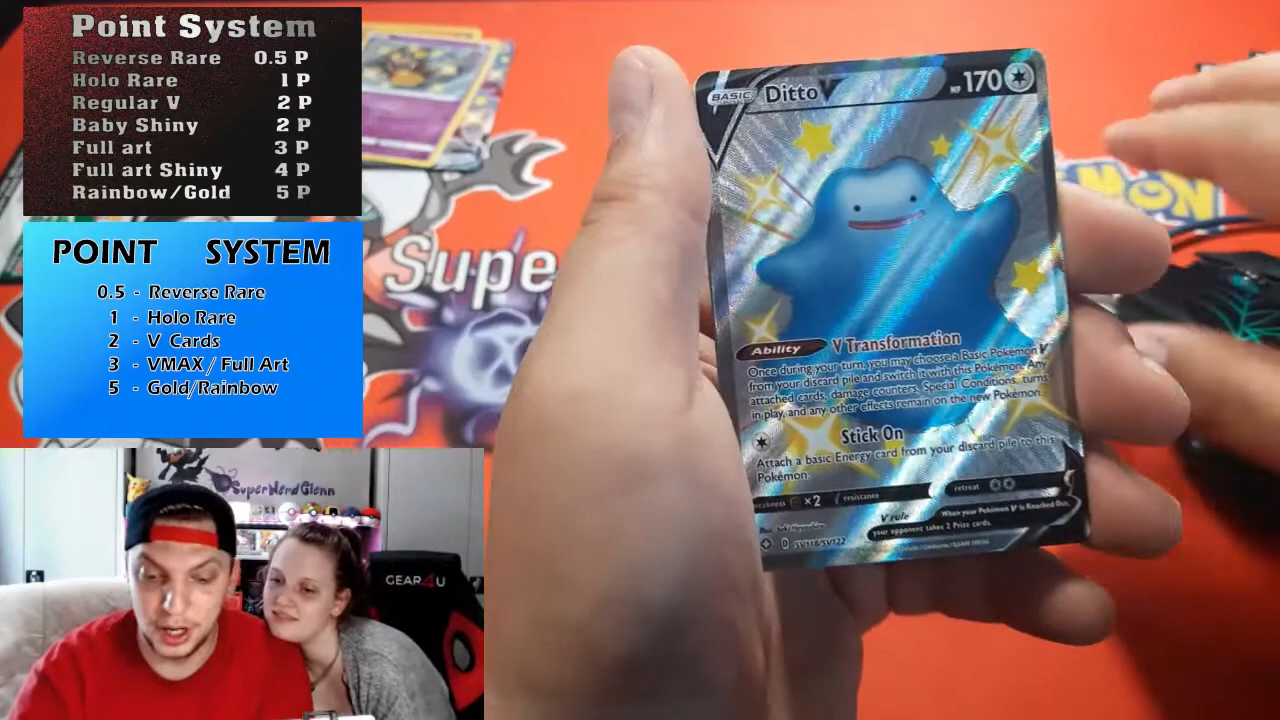 Point System
Reverse Rare 0.5 P
Holo Rare 1 P
Regular V 2 P
Baby Shiny 2 P
Full art 3 P
Full art Shiny 4 P
Rainbow/Gold 5 P
POINT SYSTEM
0.5 - Reverse Rare
1 - Holo Rare
2 - V Cards
3 - VMAX / Full Art
5 - Gold/Rainbow
SuperNerdGlenn
GEAR4U
Supe
MON
BASIC Ditto V HP 170
Ability V Transformation
Once during your turn, you may choose a Basic Pokémon V
from your discard pile and switch it with this Pokémon. Any
attached cards, damage counters, Special Conditions, turns
in play, and any other effects remain on the new Pokémon.
Stick On
Attach a basic Energy card from your discard pile to this
Pokémon.
weakness ×2 resistance retreat
V rule When your Pokémon V is Knocked Out,
your opponent takes 2 Prize cards.
D SV118/SV122